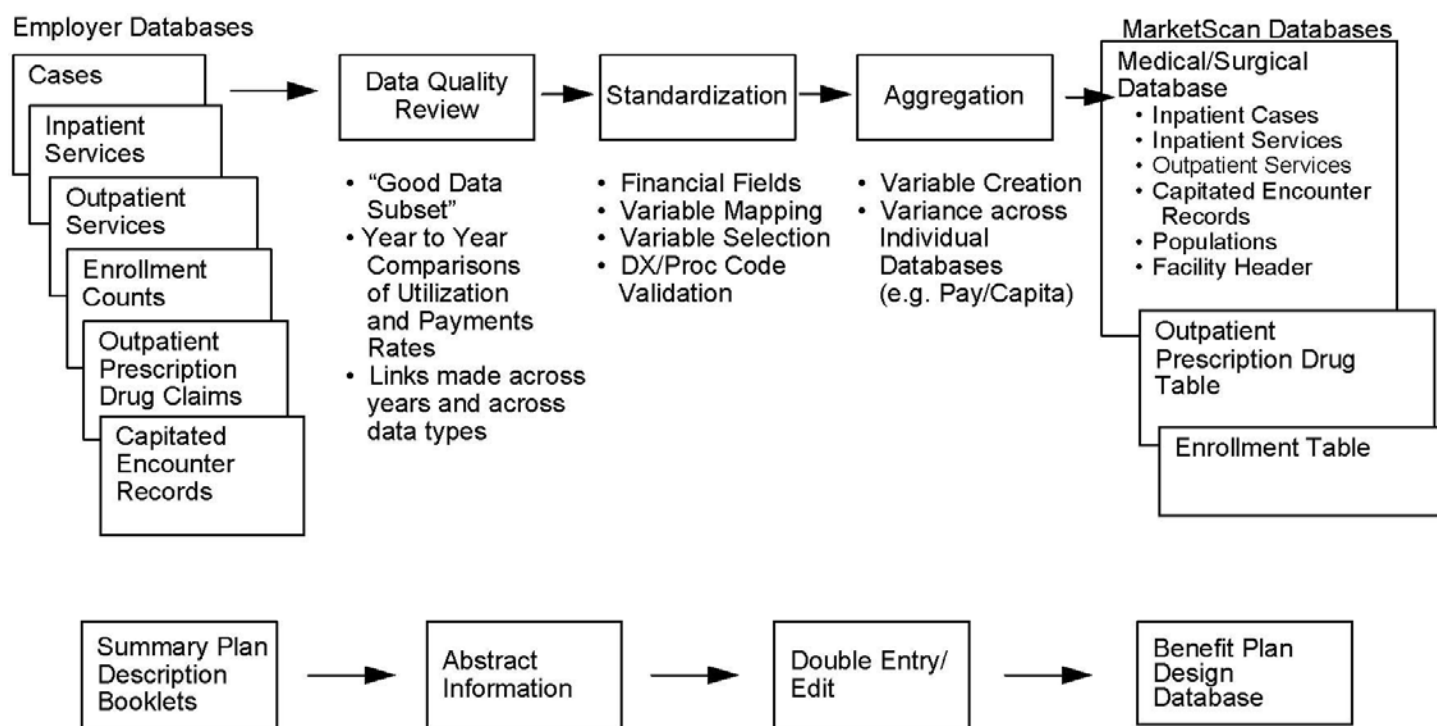 Employer Databases
Cases
Inpatient
Services
Outpatient
Services
Enrollment
Counts
Outpatient
Prescription
Drug Claims
Capitated
Encounter
Records
Data Quality
Review
• “Good Data
Subset”
• Year to Year
Comparisons
of Utilization
and Payments
Rates
• Links made across
years and across
data types
Standardization
• Financial Fields
• Variable Mapping
• Variable Selection
• DX/Proc Code
Validation
Aggregation
• Variable Creation
• Variance across
Individual
Databases
(e.g. Pay/Capita)
MarketScan Databases
Medical/Surgical
Database
• Inpatient Cases
• Inpatient Services
• Outpatient Services
• Capitated Encounter
Records
• Populations
• Facility Header
Outpatient
Prescription Drug
Table
Enrollment Table
Summary Plan
Description
Booklets
Abstract
Information
Double Entry/
Edit
Benefit Plan
Design
Database